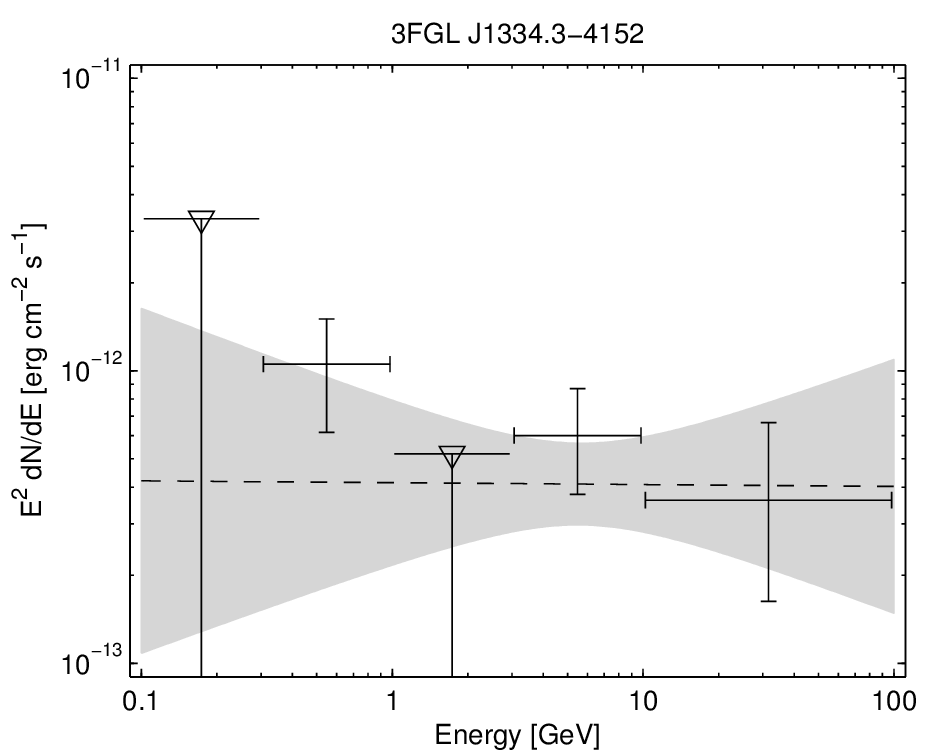 3FGL J1334.3−4152
10⁻¹¹
10⁻¹²
10⁻¹³
E² dN/dE [erg cm⁻² s⁻¹]
0.1 1 10 100
Energy [GeV]